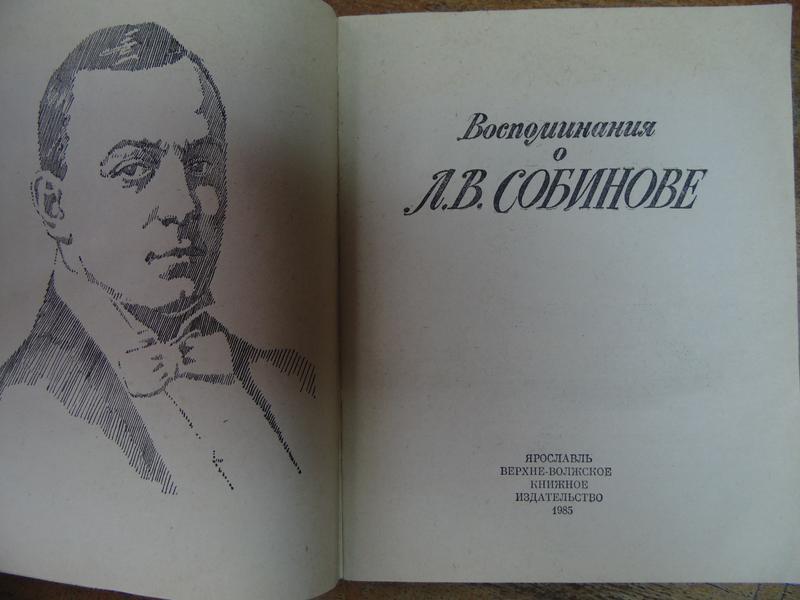 Воспоминания
о
Л.В. СОБИНОВЕ
ЯРОСЛАВЛЬ
ВЕРХНЕ-ВОЛЖСКОЕ
КНИЖНОЕ
ИЗДАТЕЛЬСТВО
1985